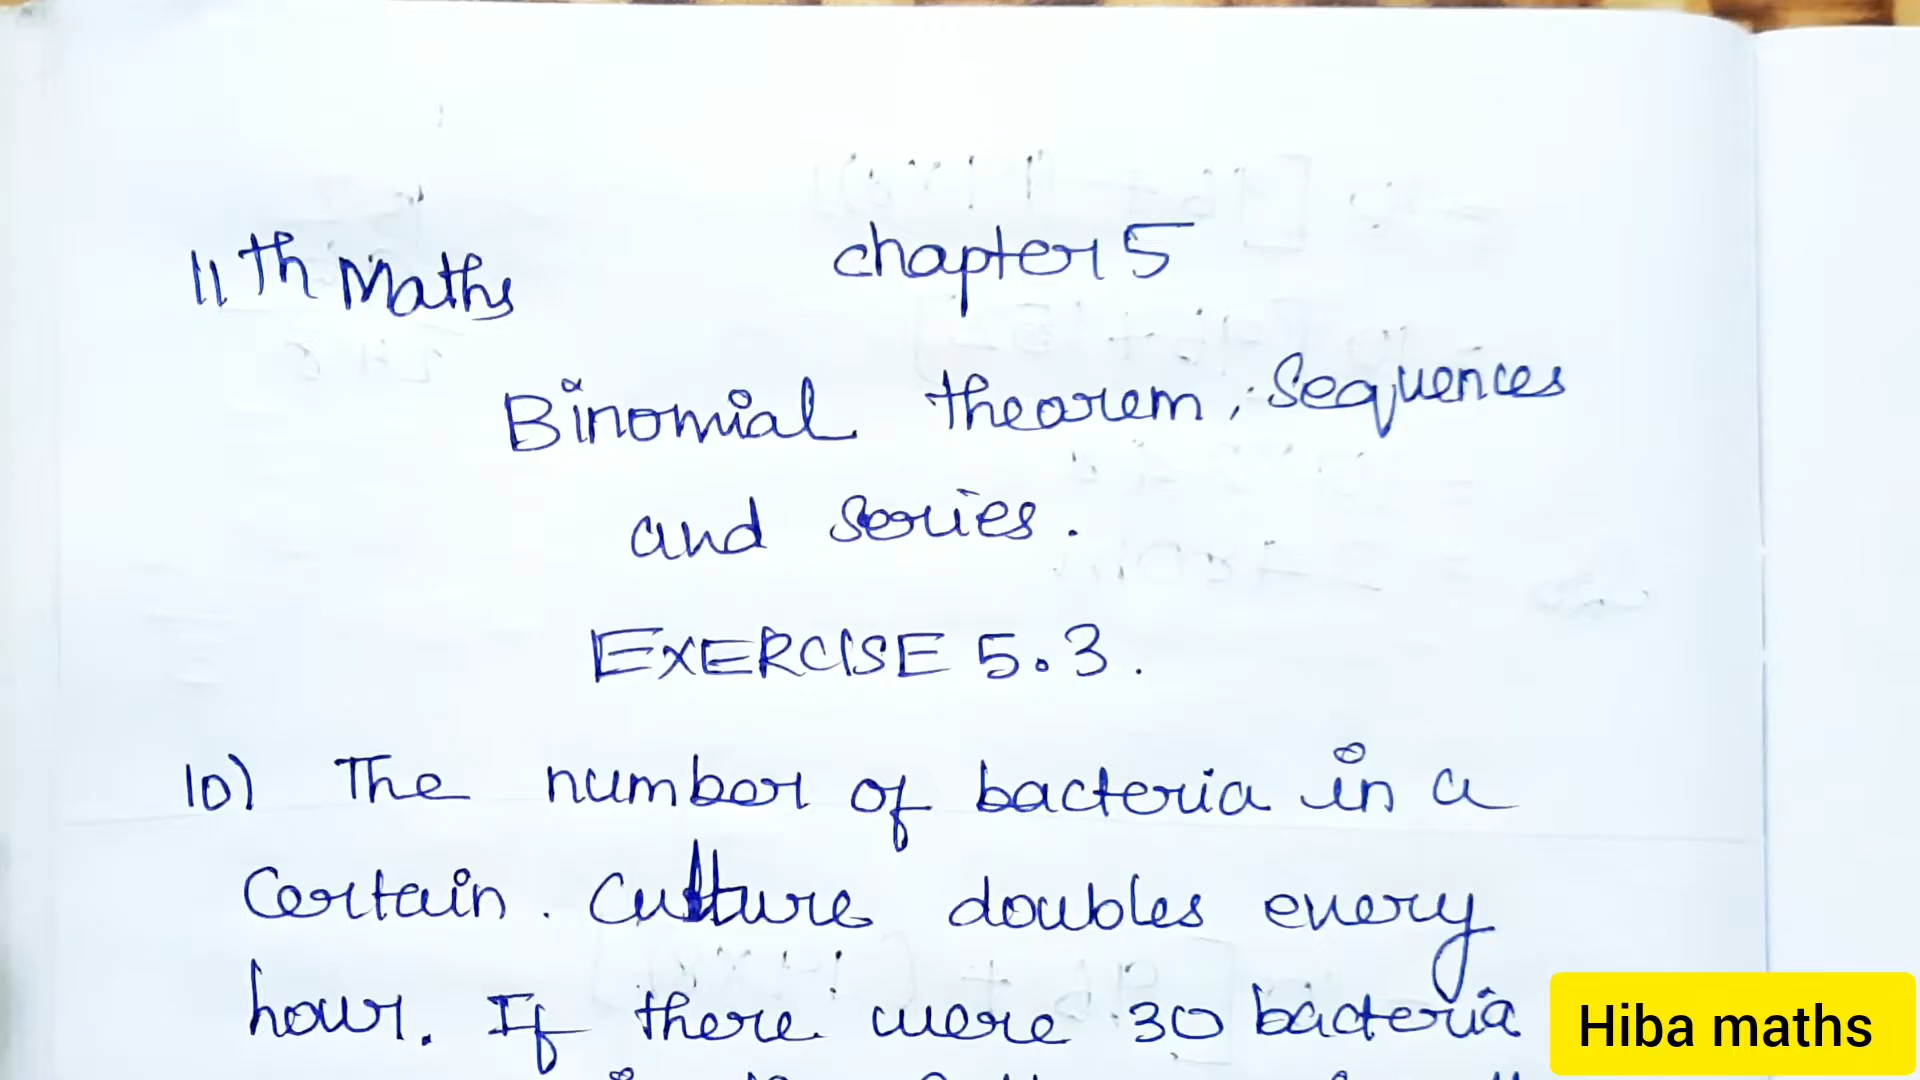 11th Maths chapter 5
Binomial theorem, Sequences
and series.
EXERCISE 5.3.
10) The number of bacteria in a
Certain. Culture doubles every
hour. If there were 30 bacteria
Hiba maths